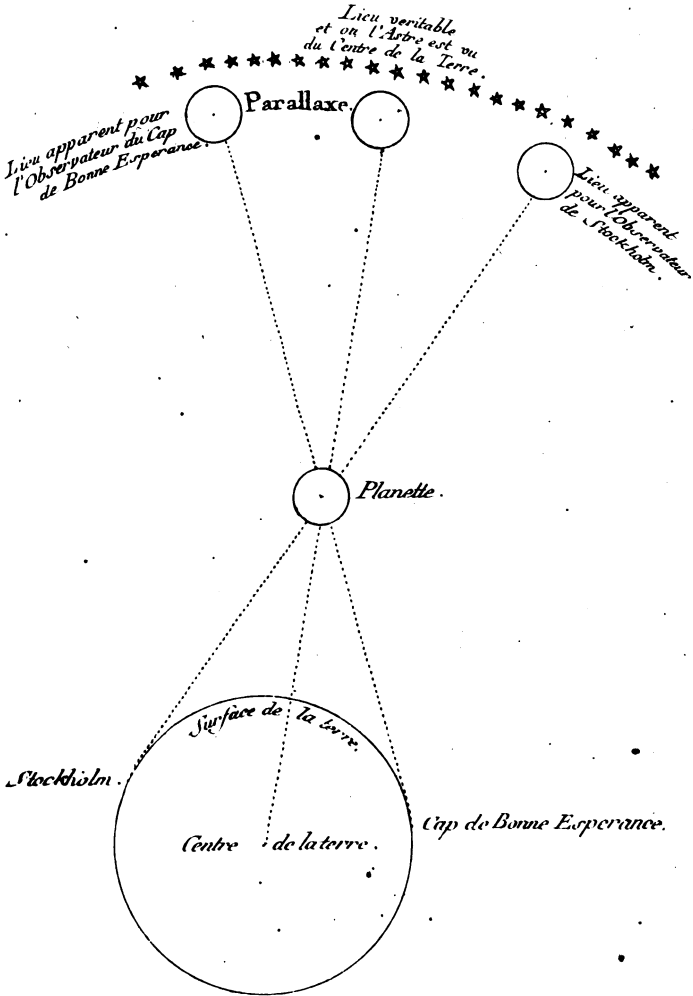 Lieu veritable
et ou l'Astre est vu
du Centre de la Terre.
Parallaxe.
Lieu apparent pour
l'Observateur du Cap
de Bonne Esperance.
Lieu apparent
pour l'Observateur
de Stockholm.
Planette.
Surface de la terre.
Stockholm.
Cap de Bonne Esperance.
Centre de la terre.